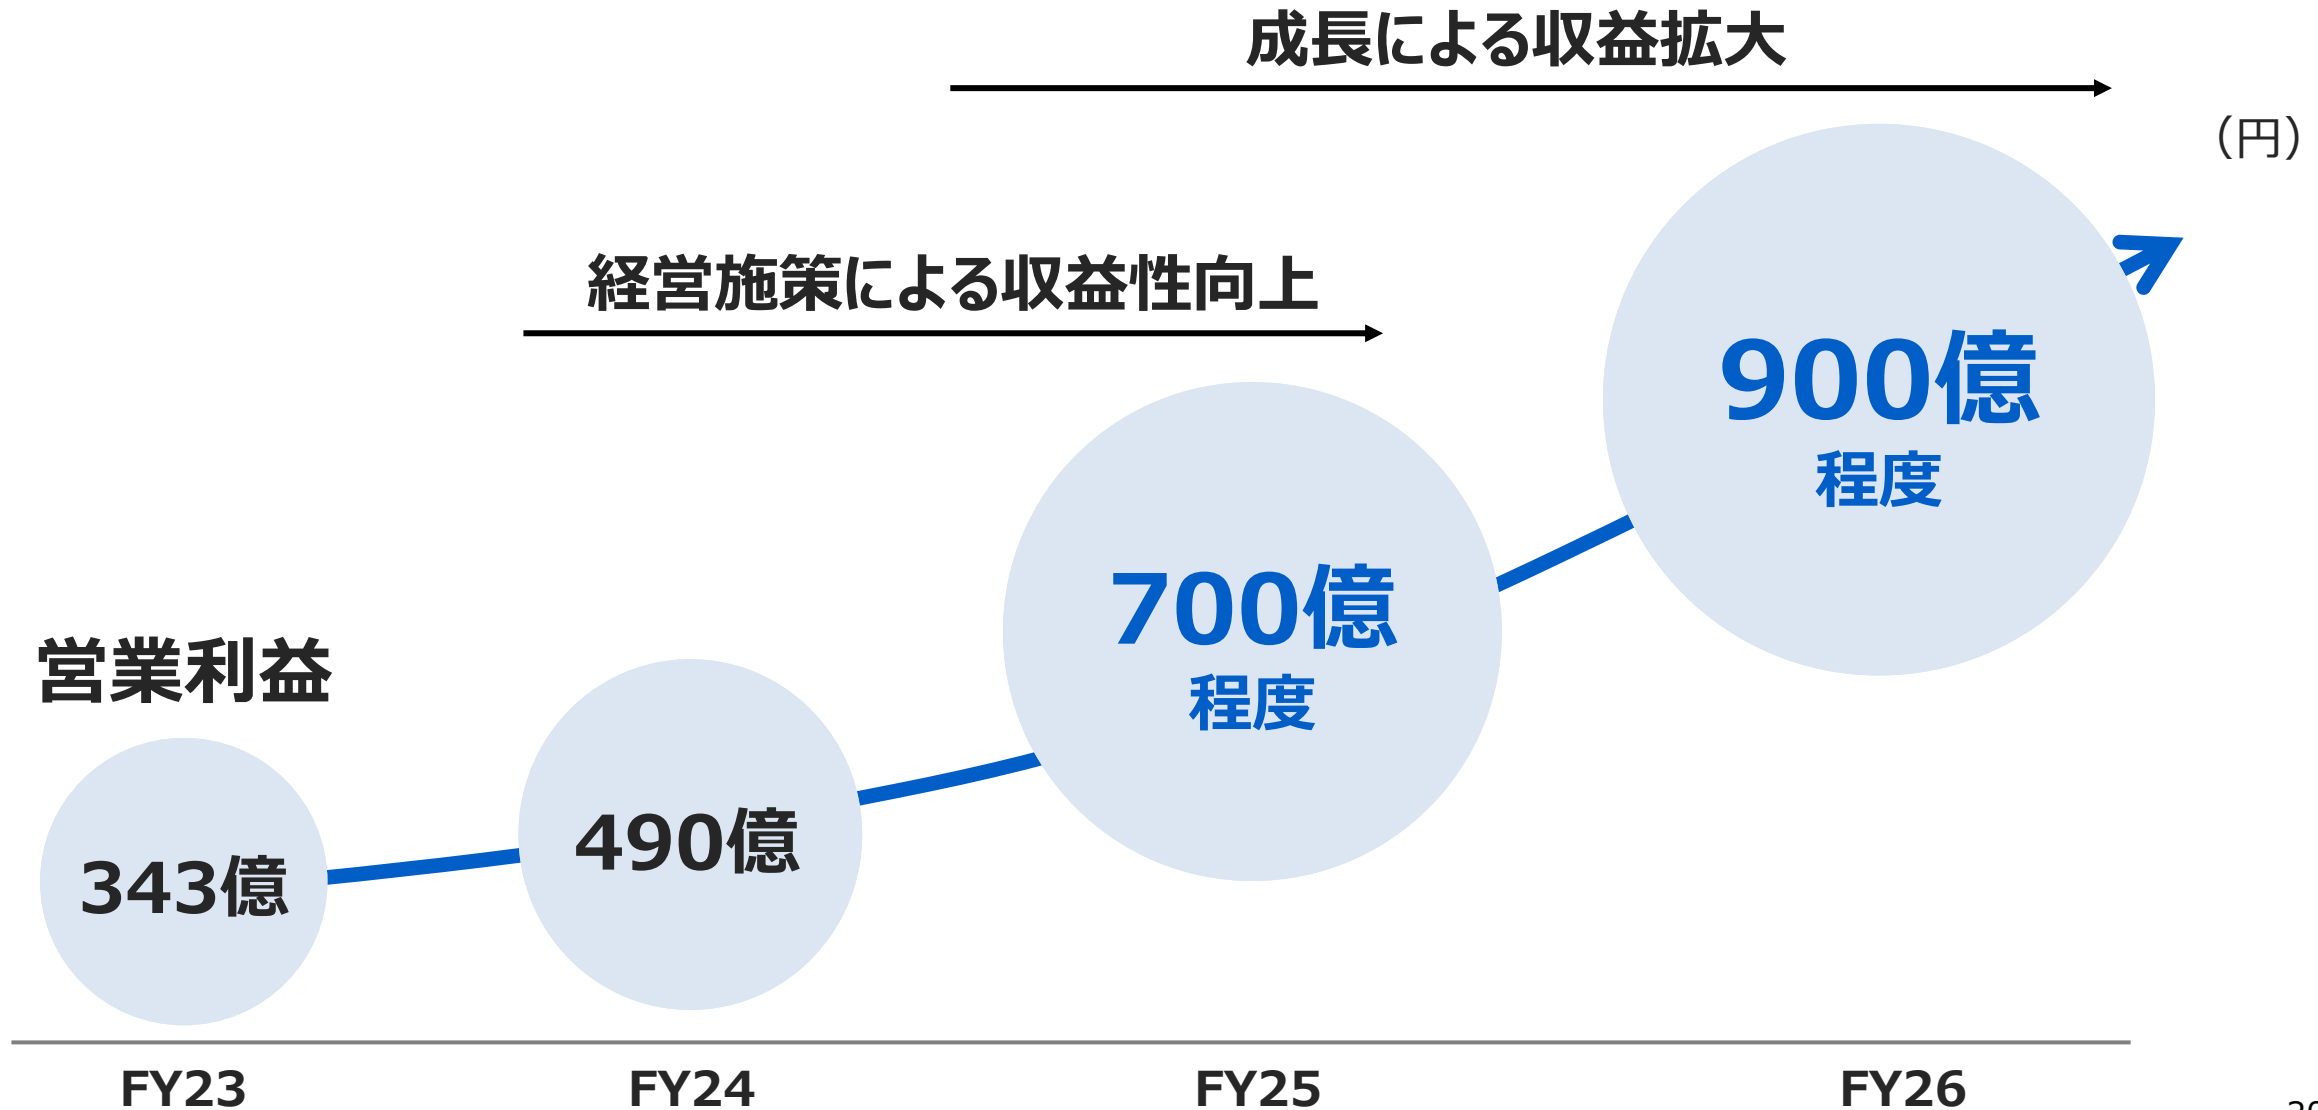 成長による収益拡大
(円)
経営施策による収益性向上
900億
程度
700億
程度
営業利益
490億
343億
FY23
FY24
FY25
FY26